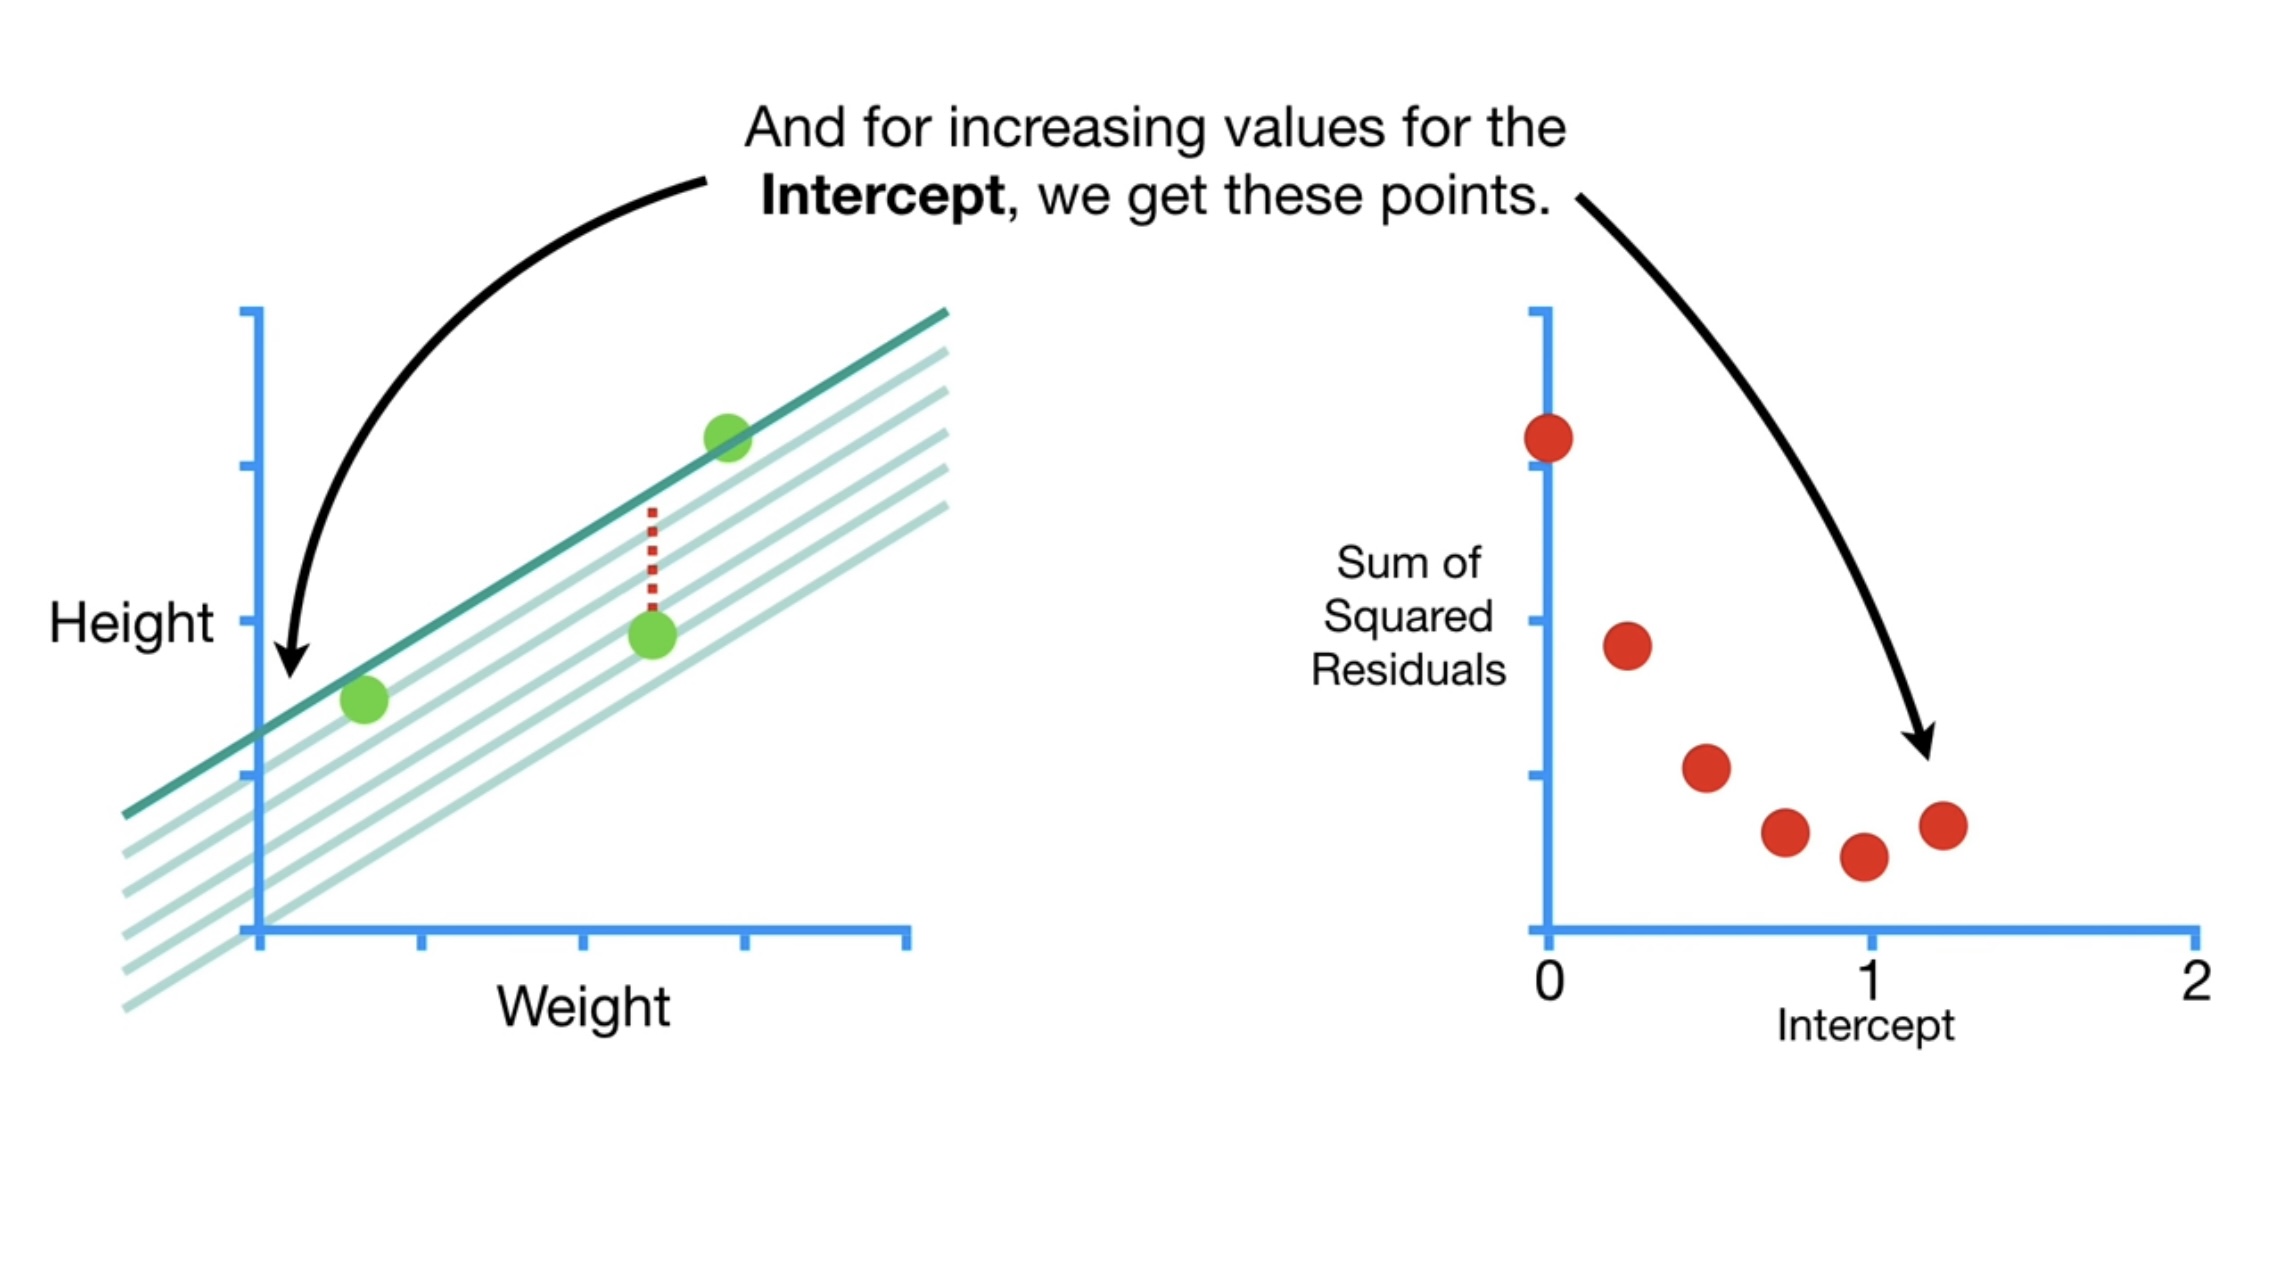 And for increasing values for the
Intercept, we get these points.
Height
Weight
Sum of
Squared
Residuals
0
1
2
Intercept